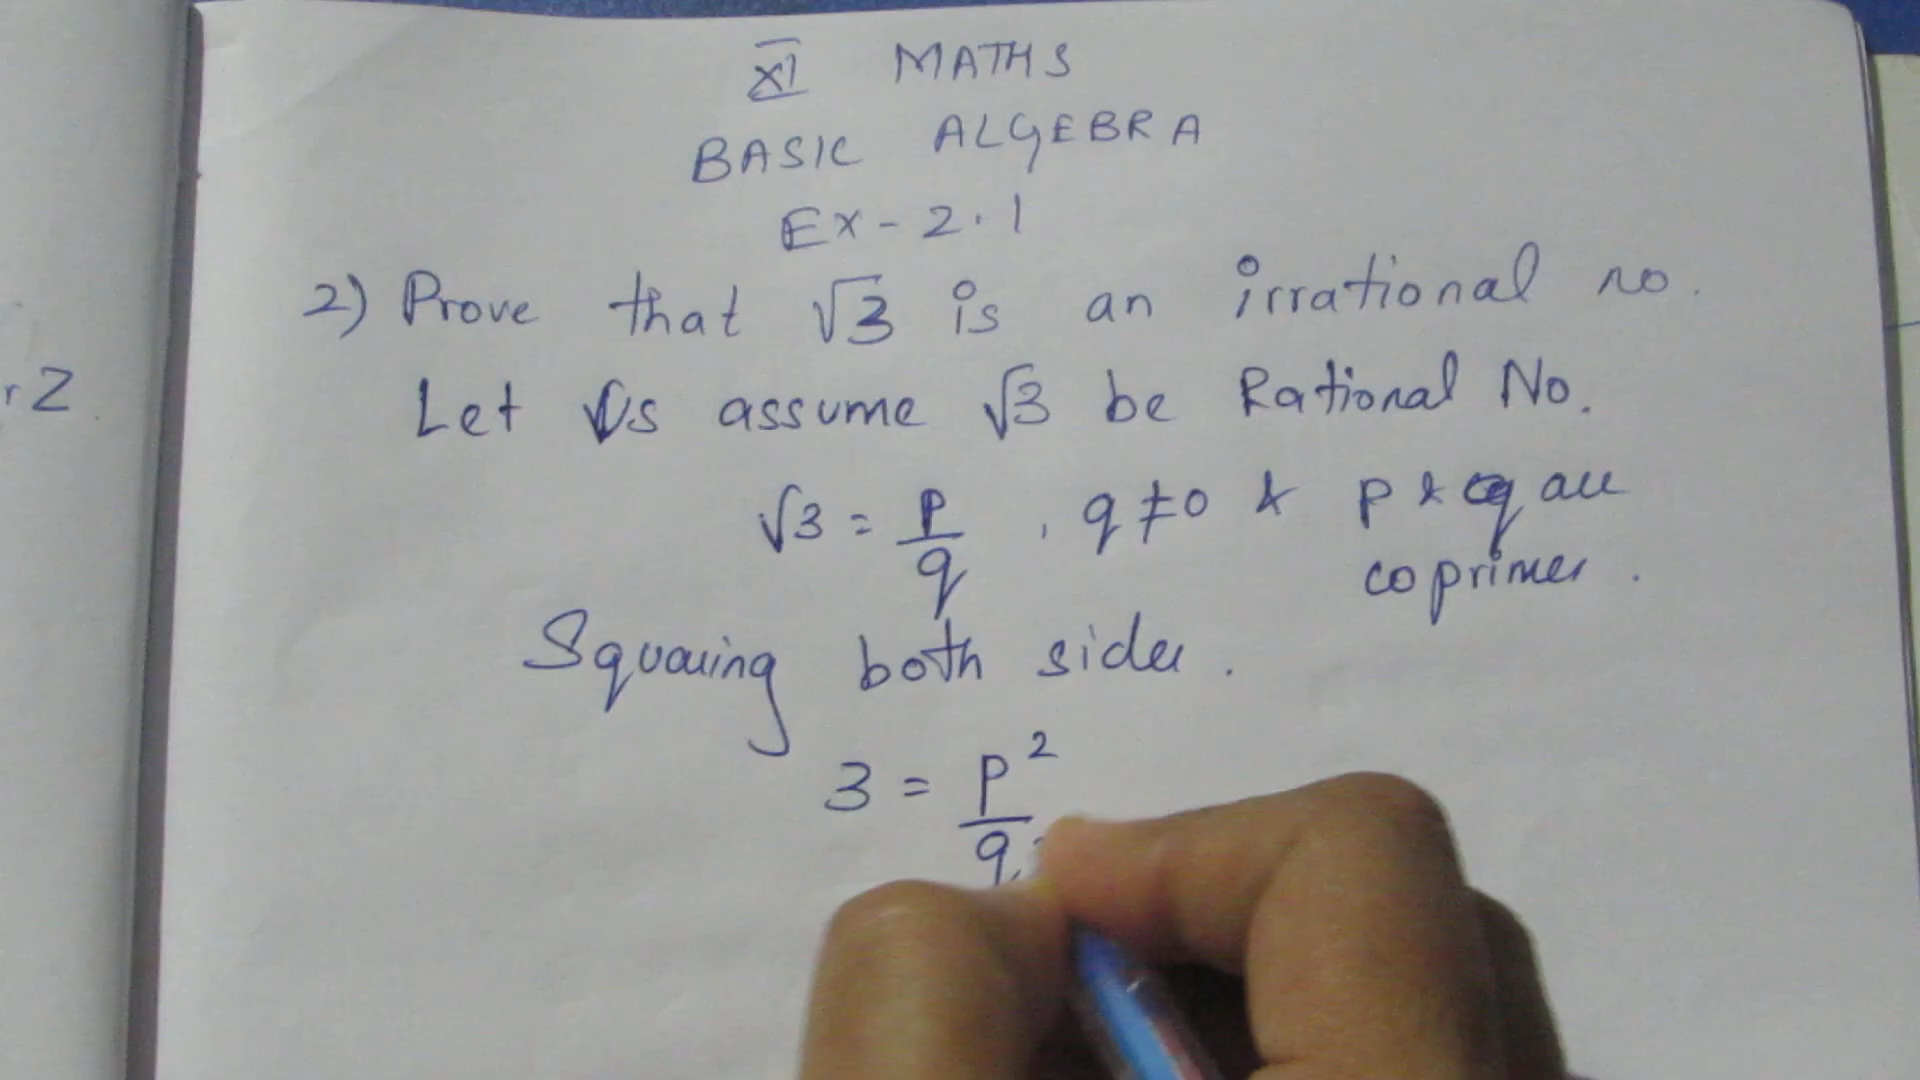 XI MATHS
BASIC ALGEBRA
EX-2.1
2) Prove that √3 is an irrational no.
Let Us assume √3 be Rational No.
√3 = p/q , q ≠ 0 & p & q are
coprimes.
Squaring both sides.
3 = p²/q
r 2